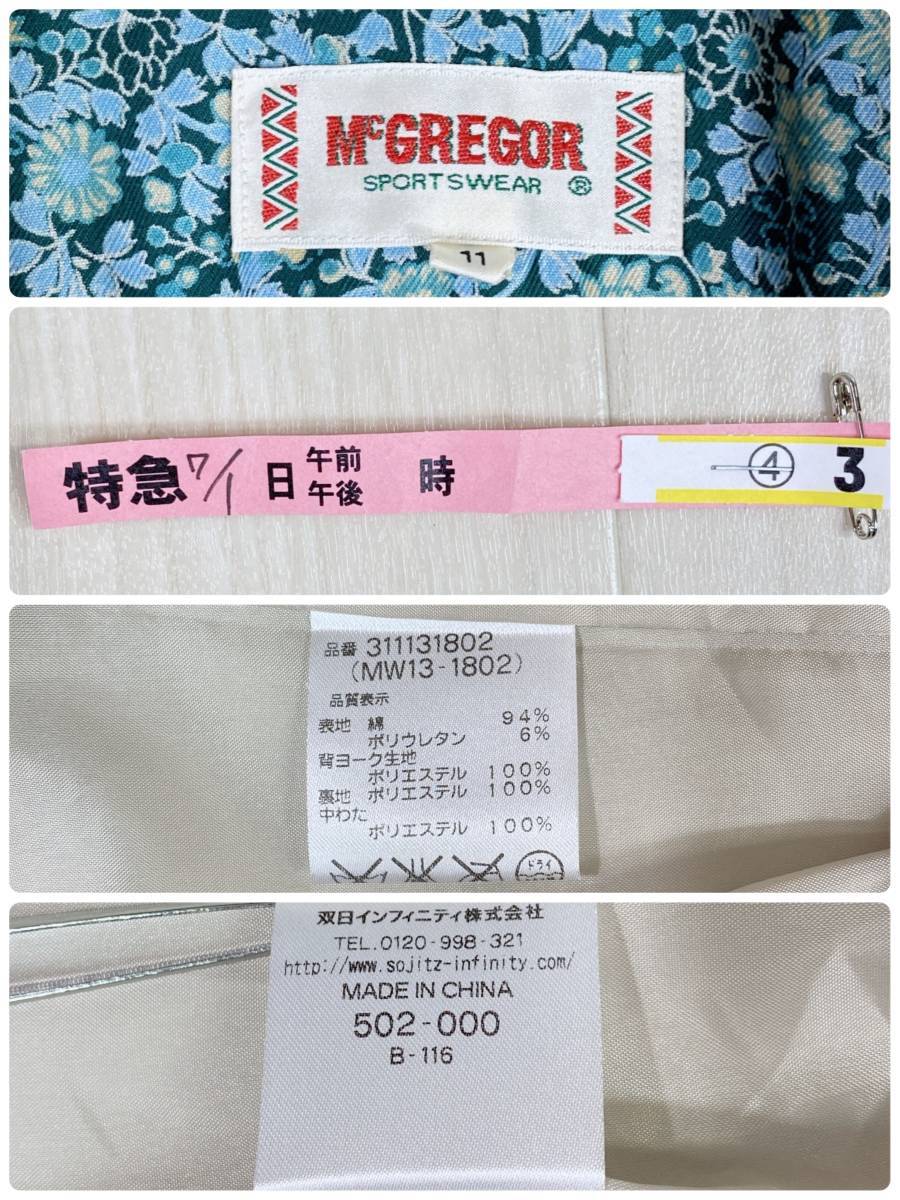 McGREGOR
SPORTSWEAR ®
11
特急 7/1 日 午前 時 ④ 3
午後
品番 311131802
(MW13-1802)
品質表示
表地 綿 94%
ポリウレタン 6%
背ヨーク生地
ポリエステル 100%
裏地 ポリエステル 100%
中わた
ポリエステル 100%
ドライ
双日インフィニティ株式会社
TEL.0120-998-321
http://www.sojitz-infinity.com/
MADE IN CHINA
502-000
B-116